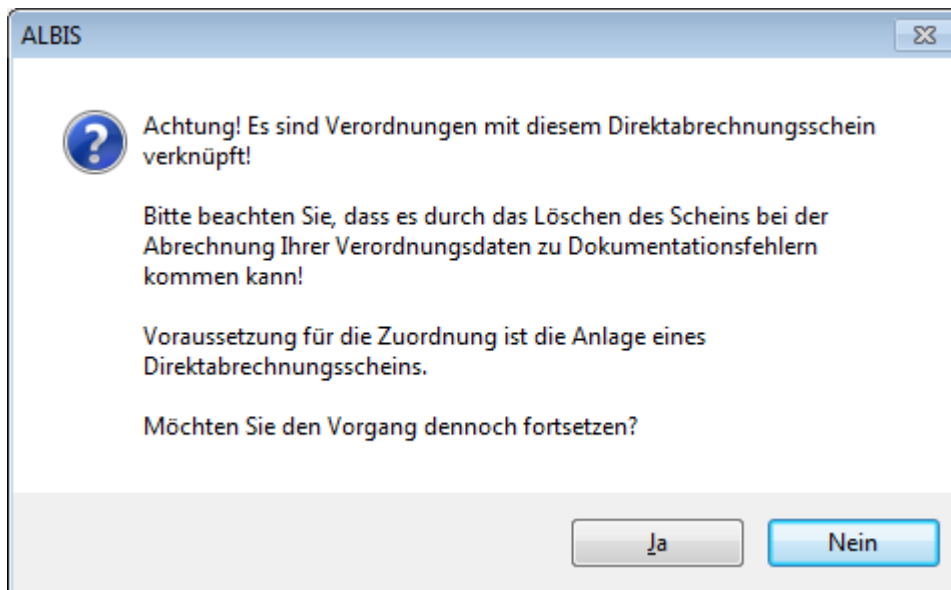 ALBIS
Achtung! Es sind Verordnungen mit diesem Direktabrechnungsschein
verknüpft!
Bitte beachten Sie, dass es durch das Löschen des Scheins bei der
Abrechnung Ihrer Verordnungsdaten zu Dokumentationsfehlern
kommen kann!
Voraussetzung für die Zuordnung ist die Anlage eines
Direktabrechnungsscheins.
Möchten Sie den Vorgang dennoch fortsetzen?
Ja
Nein